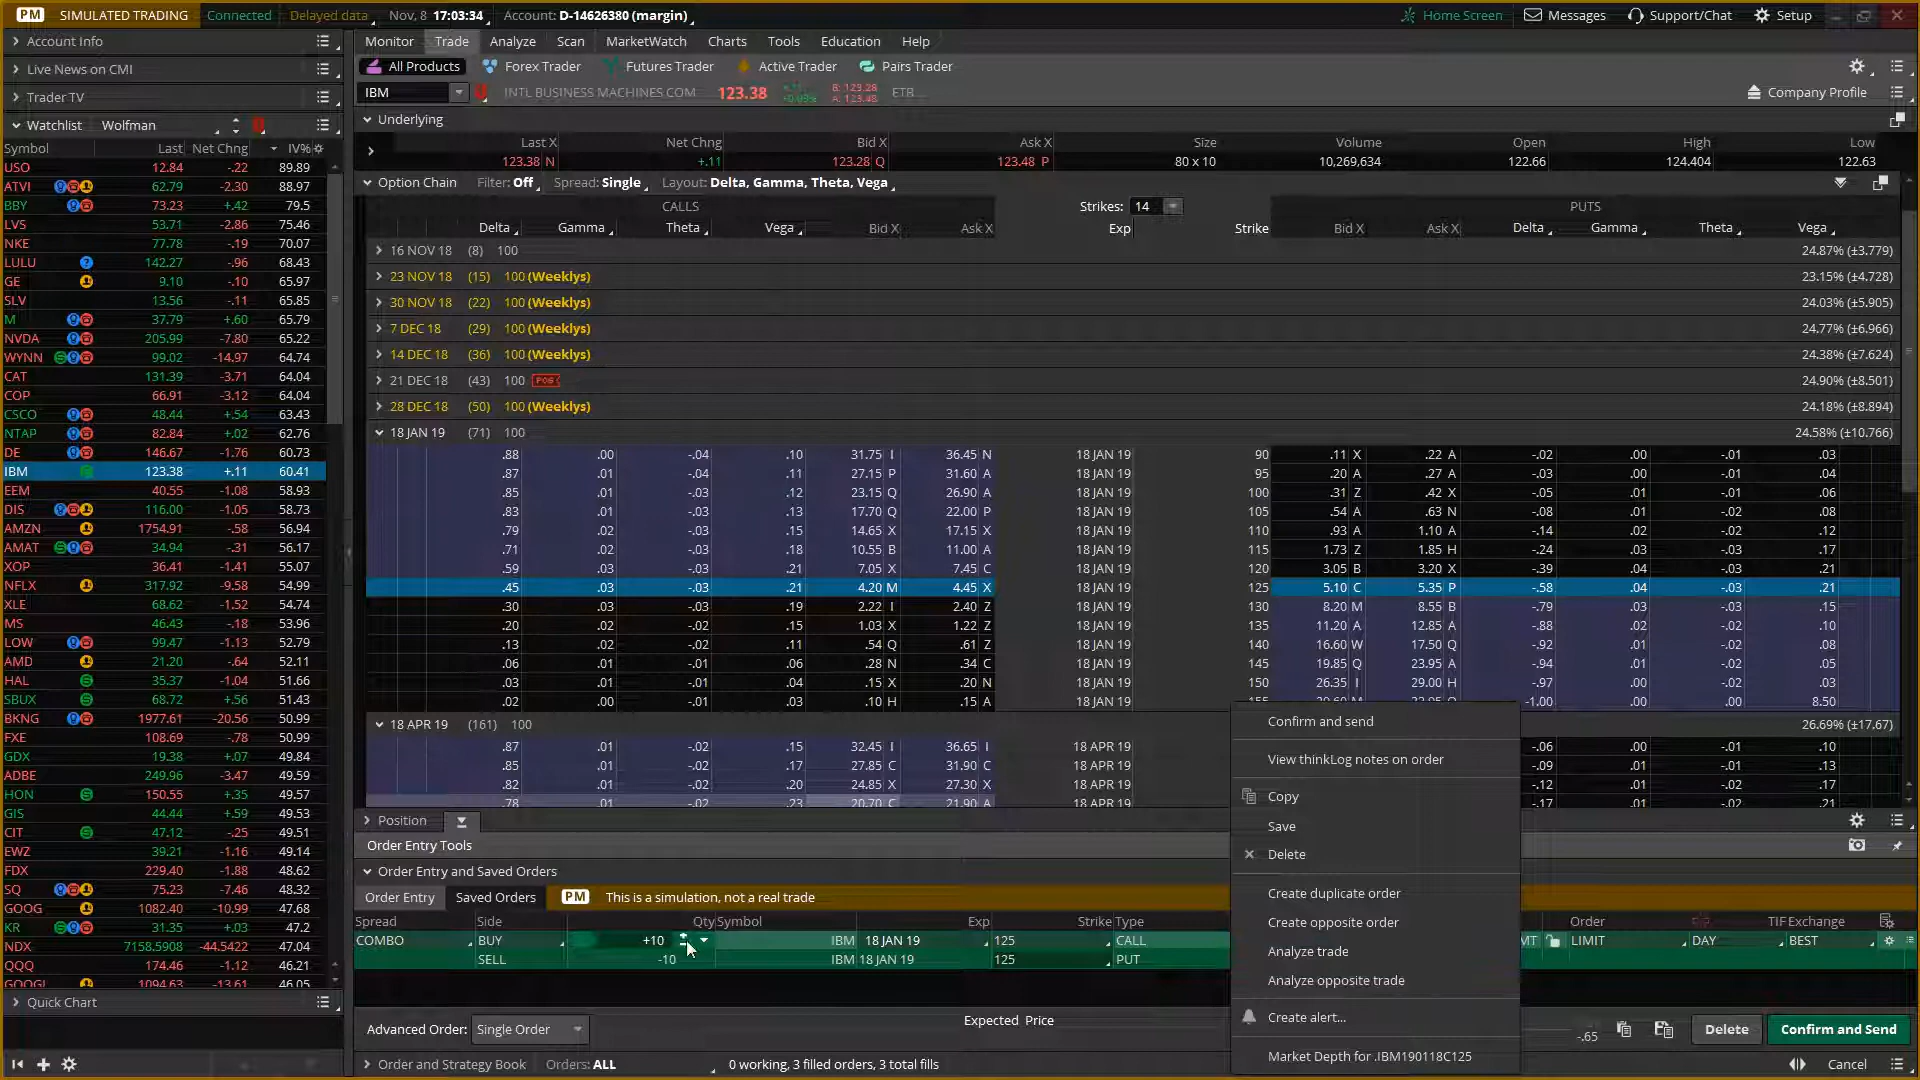 PM SIMULATED TRADING Connected Delayed data Nov, 8 17:03:34 Account: D-14626380 (margin) Home Screen Messages Support/Chat Setup
Account Info
Live News on CMI
Trader TV
Watchlist Wolfman
Symbol Last Net Chng IV%
USO 12.84 -.22 89.89
ATVI 62.79 -2.30 88.97
BBY 73.23 +.42 79.5
LVS 53.71 -2.86 75.46
NKE 77.78 -.19 70.07
LULU 142.27 -.96 68.43
GE 9.10 -.10 65.97
SLV 13.56 -.11 65.85
M 37.79 +.60 65.79
NVDA 205.99 -7.80 65.22
WYNN 99.02 -14.97 64.74
CAT 131.39 -3.71 64.04
COP 66.91 -3.12 64.04
CSCO 48.44 +.54 63.43
NTAP 82.84 +.02 62.76
DE 146.67 -1.76 60.73
IBM 123.38 +.11 60.41
EEM 40.55 -1.08 58.93
DIS 116.00 -1.05 58.73
AMZN 1754.91 -.58 56.94
AMAT 34.94 -.31 56.17
XOP 36.41 -1.41 55.07
NFLX 317.92 -9.58 54.99
XLE 68.62 -1.52 54.74
MS 46.43 -.18 53.96
LOW 99.47 -1.13 52.79
AMD 21.20 -.64 52.11
HAL 35.37 -1.04 51.66
SBUX 68.72 +.56 51.43
BKNG 1977.61 -20.56 50.99
FXE 108.69 -.78 50.99
GDX 19.38 +.07 49.84
ADBE 249.96 -3.47 49.59
HON 150.55 +.35 49.57
GIS 44.44 +.59 49.53
CIT 47.12 -.25 49.51
EWZ 39.21 -1.16 49.14
FDX 229.40 -1.88 48.62
SQ 75.23 -7.46 48.32
GOOG 1082.40 -10.99 47.68
KR 31.35 +.03 47.2
NDX 7158.5908 -44.5422 47.04
QQQ 174.46 -1.12 46.21
GOOGL 1094.63 -13.61 46.05
Quick Chart
Monitor Trade Analyze Scan MarketWatch Charts Tools Education Help
All Products Forex Trader Futures Trader Active Trader Pairs Trader
IBM INTL BUSINESS MACHINES COM 123.38 B: 123.28 A: 123.48 ETB Company Profile
Underlying
Last X Net Chng Bid X Ask X Size Volume Open High Low
123.38 N +.11 123.28 Q 123.48 P 80 x 10 10,269,634 122.66 124.404 122.63
Option Chain Filter: Off Spread: Single Layout: Delta, Gamma, Theta, Vega
CALLS Strikes: 14 PUTS
Delta Gamma Theta Vega Bid X Ask X Exp Strike Bid X Ask X Delta Gamma Theta Vega
16 NOV 18 (8) 100 24.87% (±3.779)
23 NOV 18 (15) 100 (Weeklys) 23.15% (±4.728)
30 NOV 18 (22) 100 (Weeklys) 24.03% (±5.905)
7 DEC 18 (29) 100 (Weeklys) 24.77% (±6.966)
14 DEC 18 (36) 100 (Weeklys) 24.38% (±7.624)
21 DEC 18 (43) 100 POS 24.90% (±8.501)
28 DEC 18 (50) 100 (Weeklys) 24.18% (±8.894)
18 JAN 19 (71) 100 24.58% (±10.766)
.88 .00 -.04 .10 31.75 I 36.45 N 18 JAN 19 90 .11 X .22 A -.02 .00 -.01 .03
.87 .01 -.04 .11 27.15 P 31.60 A 18 JAN 19 95 .20 A .27 A -.03 .00 -.01 .04
.85 .01 -.03 .12 23.15 Q 26.90 A 18 JAN 19 100 .31 Z .42 X -.05 .01 -.01 .06
.83 .01 -.03 .13 17.70 Q 22.00 P 18 JAN 19 105 .54 A .63 N -.08 .01 -.02 .08
.79 .02 -.03 .15 14.65 X 17.15 X 18 JAN 19 110 .93 A 1.10 A -.14 .02 -.02 .12
.71 .02 -.03 .18 10.55 B 11.00 A 18 JAN 19 115 1.73 Z 1.85 H -.24 .03 -.03 .17
.59 .03 -.03 .21 7.05 X 7.45 C 18 JAN 19 120 3.05 B 3.20 X -.39 .04 -.03 .21
.45 .03 -.03 .21 4.20 M 4.45 X 18 JAN 19 125 5.10 C 5.35 P -.58 .04 -.03 .21
.30 .03 -.03 .19 2.22 I 2.40 Z 18 JAN 19 130 8.20 M 8.55 B -.79 .03 -.03 .15
.20 .02 -.02 .15 1.03 X 1.22 Z 18 JAN 19 135 11.20 A 12.85 A -.88 .02 -.02 .10
.13 .02 -.02 .11 .54 Q .61 Z 18 JAN 19 140 16.60 W 17.50 Q -.92 .01 -.02 .08
.06 .01 -.01 .06 .28 N .34 C 18 JAN 19 145 19.85 Q 23.95 A -.94 .01 -.02 .05
.03 .01 -.01 .04 .15 X .20 N 18 JAN 19 150 26.35 I 29.00 H -.97 .00 -.02 .03
.02 .00 -.01 .03 .10 H .15 A 18 JAN 19 155 -1.00 .00 .00 8.50
18 APR 19 (161) 100 26.69% (±17.67)
.87 .01 -.02 .15 32.45 I 36.65 I 18 APR 19 -.06 .00 -.01 .10
.85 .01 -.02 .17 27.85 C 31.90 C 18 APR 19 -.09 .01 -.01 .13
.82 .01 -.02 .20 24.85 X 27.30 X 18 APR 19 -.12 .01 -.01 .17
.78 .01 -.02 .23 20.70 C 21.90 A 18 APR 19 -.17 .01 -.02 .21
Position
Order Entry Tools
Order Entry and Saved Orders
Order Entry Saved Orders PM This is a simulation, not a real trade
Spread Side Qty Symbol Exp Strike Type Order TIF Exchange
COMBO BUY +10 IBM 18 JAN 19 125 CALL MT LIMIT DAY BEST
SELL -10 IBM 18 JAN 19 125 PUT
Confirm and send
View thinkLog notes on order
Copy
Save
Delete
Create duplicate order
Create opposite order
Analyze trade
Analyze opposite trade
Create alert...
Market Depth for .IBM190118C125
Expected Price
Advanced Order: Single Order -.65 Delete Confirm and Send
Order and Strategy Book Orders: ALL 0 working, 3 filled orders, 3 total fills Cancel